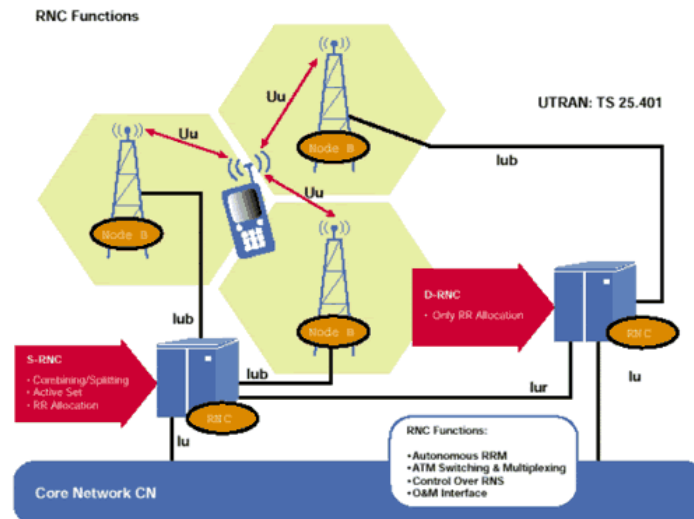 RNC Functions
UTRAN: TS 25.401
Uu
Uu
Uu
Node B
Iub
Node B
Node B
Iub
Iub
D-RNC
• Only RR Allocation
RNC
S-RNC
• Combining/Splitting
• Active Set
• RR Allocation
RNC
Iur
Iu
Iu
RNC Functions:
•Autonomous RRM
•ATM Switching & Multiplexing
•Control Over RNS
•O&M Interface
Core Network CN